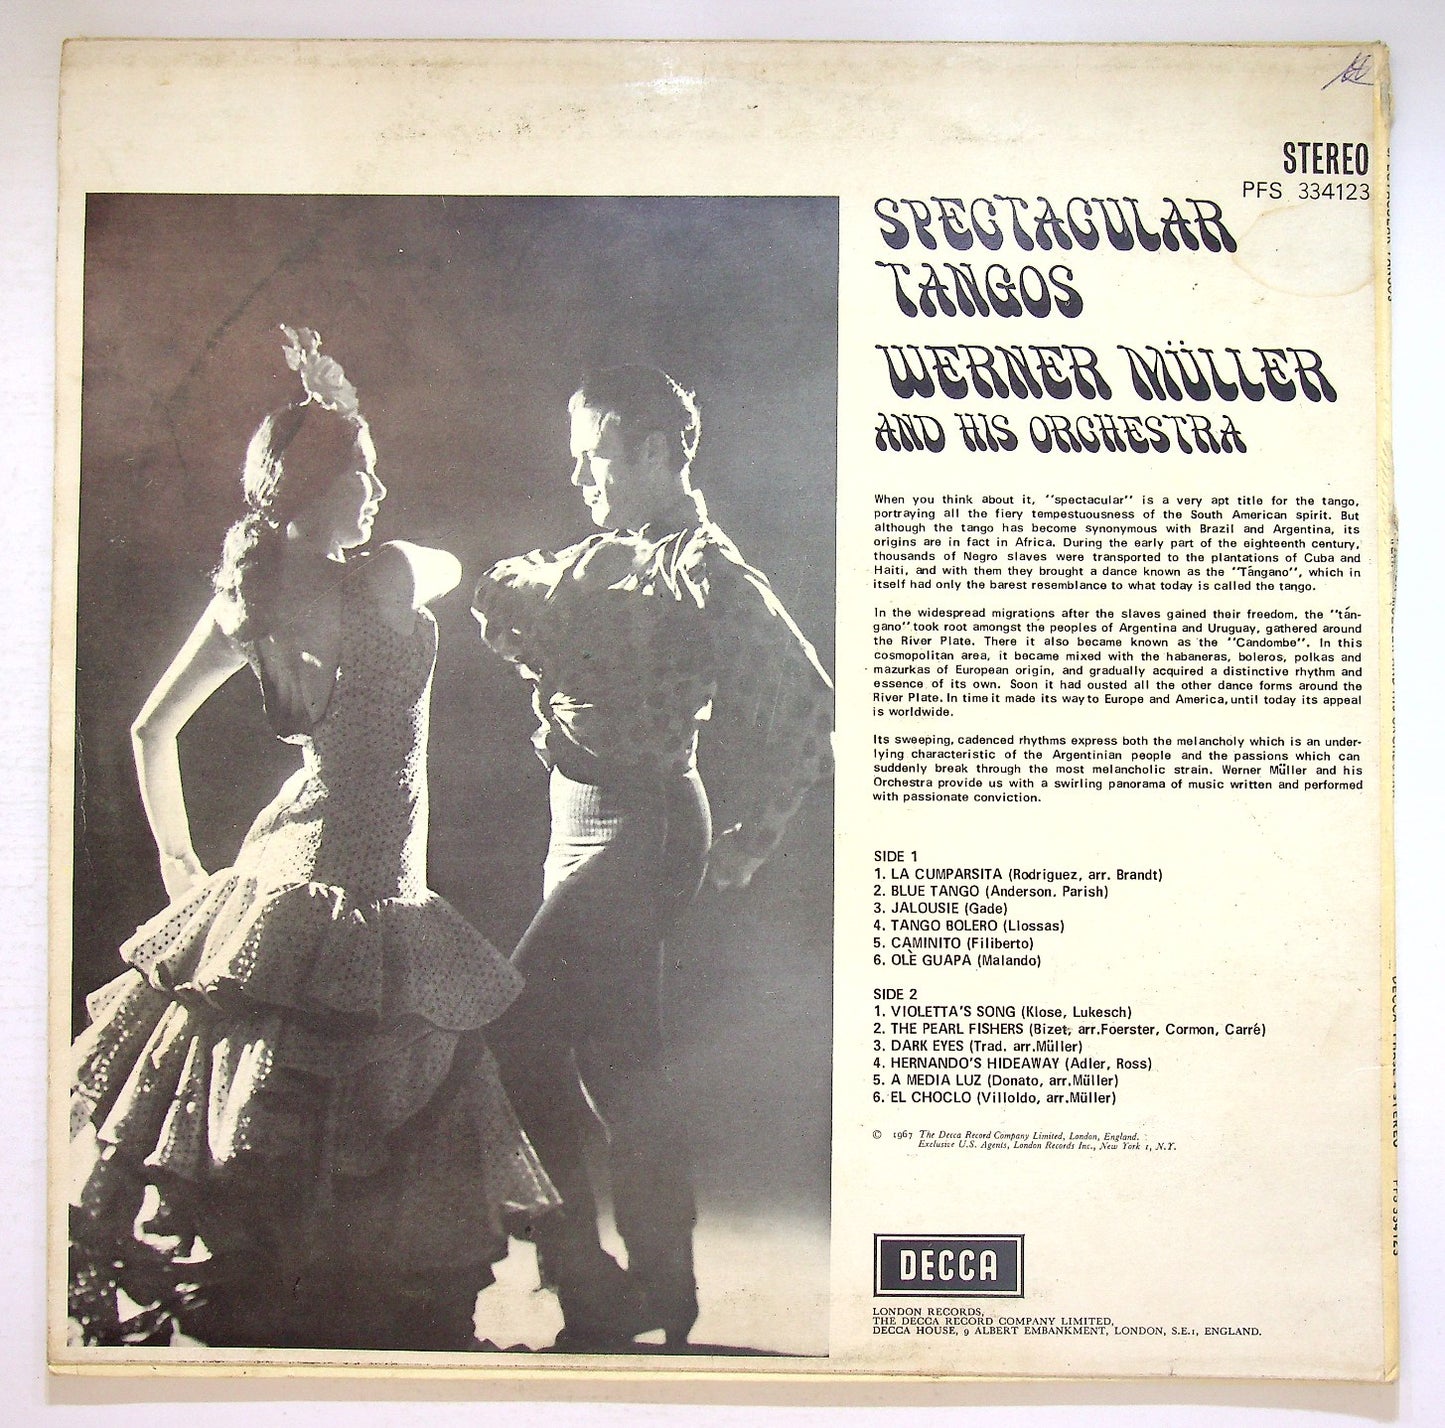 STEREO
PFS 334123
SPECTACULAR
TANGOS
WERNER MÜLLER
AND HIS ORCHESTRA
When you think about it, "spectacular" is a very apt title for the tango,
portraying all the fiery tempestuousness of the South American spirit. But
although the tango has become synonymous with Brazil and Argentina, its
origins are in fact in Africa. During the early part of the eighteenth century,
thousands of Negro slaves were transported to the plantations of Cuba and
Haiti, and with them they brought a dance known as the "Tángano", which in
itself had only the barest resemblance to what today is called the tango.
In the widespread migrations after the slaves gained their freedom, the "tán-
gano" took root amongst the peoples of Argentina and Uruguay, gathered around
the River Plate. There it also became known as the "Candombe". In this
cosmopolitan area, it became mixed with the habaneras, boleros, polkas and
mazurkas of European origin, and gradually acquired a distinctive rhythm and
essence of its own. Soon it had ousted all the other dance forms around the
River Plate. In time it made its way to Europe and America, until today its appeal
is worldwide.
Its sweeping, cadenced rhythms express both the melancholy which is an under-
lying characteristic of the Argentinian people and the passions which can
suddenly break through the most melancholic strain. Werner Müller and his
Orchestra provide us with a swirling panorama of music written and performed
with passionate conviction.
SIDE 1
1. LA CUMPARSITA (Rodriguez, arr. Brandt)
2. BLUE TANGO (Anderson, Parish)
3. JALOUSIE (Gade)
4. TANGO BOLERO (Llossas)
5. CAMINITO (Filiberto)
6. OLÈ GUAPA (Malando)
SIDE 2
1. VIOLETTA'S SONG (Klose, Lukesch)
2. THE PEARL FISHERS (Bizet, arr.Foerster, Cormon, Carré)
3. DARK EYES (Trad. arr.Müller)
4. HERNANDO'S HIDEAWAY (Adler, Ross)
5. A MEDIA LUZ (Donato, arr.Müller)
6. EL CHOCLO (Villoldo, arr.Müller)
© 1967 The Decca Record Company Limited, London, England.
Exclusive U.S. Agents, London Records Inc., New York 1, N.Y.
DECCA
LONDON RECORDS,
THE DECCA RECORD COMPANY LIMITED,
DECCA HOUSE, 9 ALBERT EMBANKMENT, LONDON, S.E.1, ENGLAND.